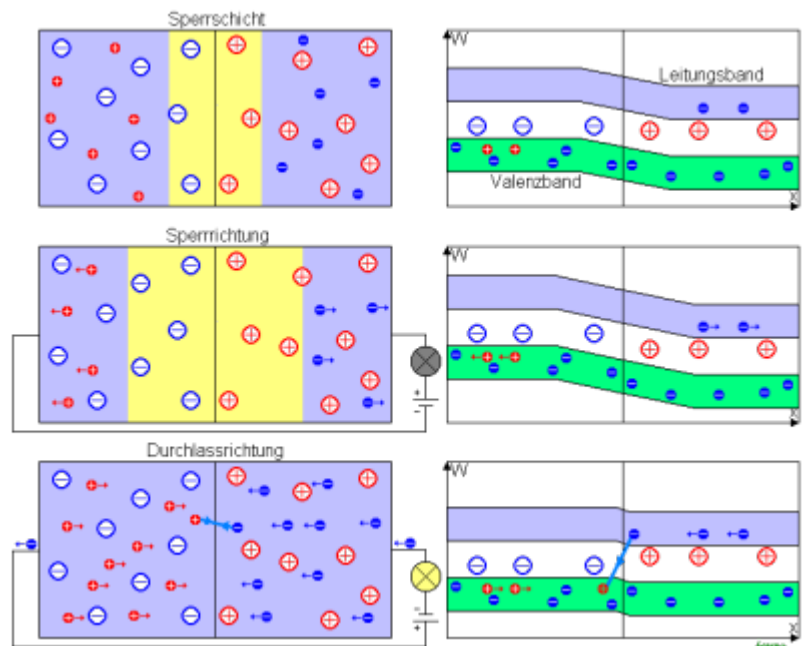 Sperrschicht
W
Leitungsband
Valenzband
x
Sperrrichtung
W
x
Durchlassrichtung
W
x